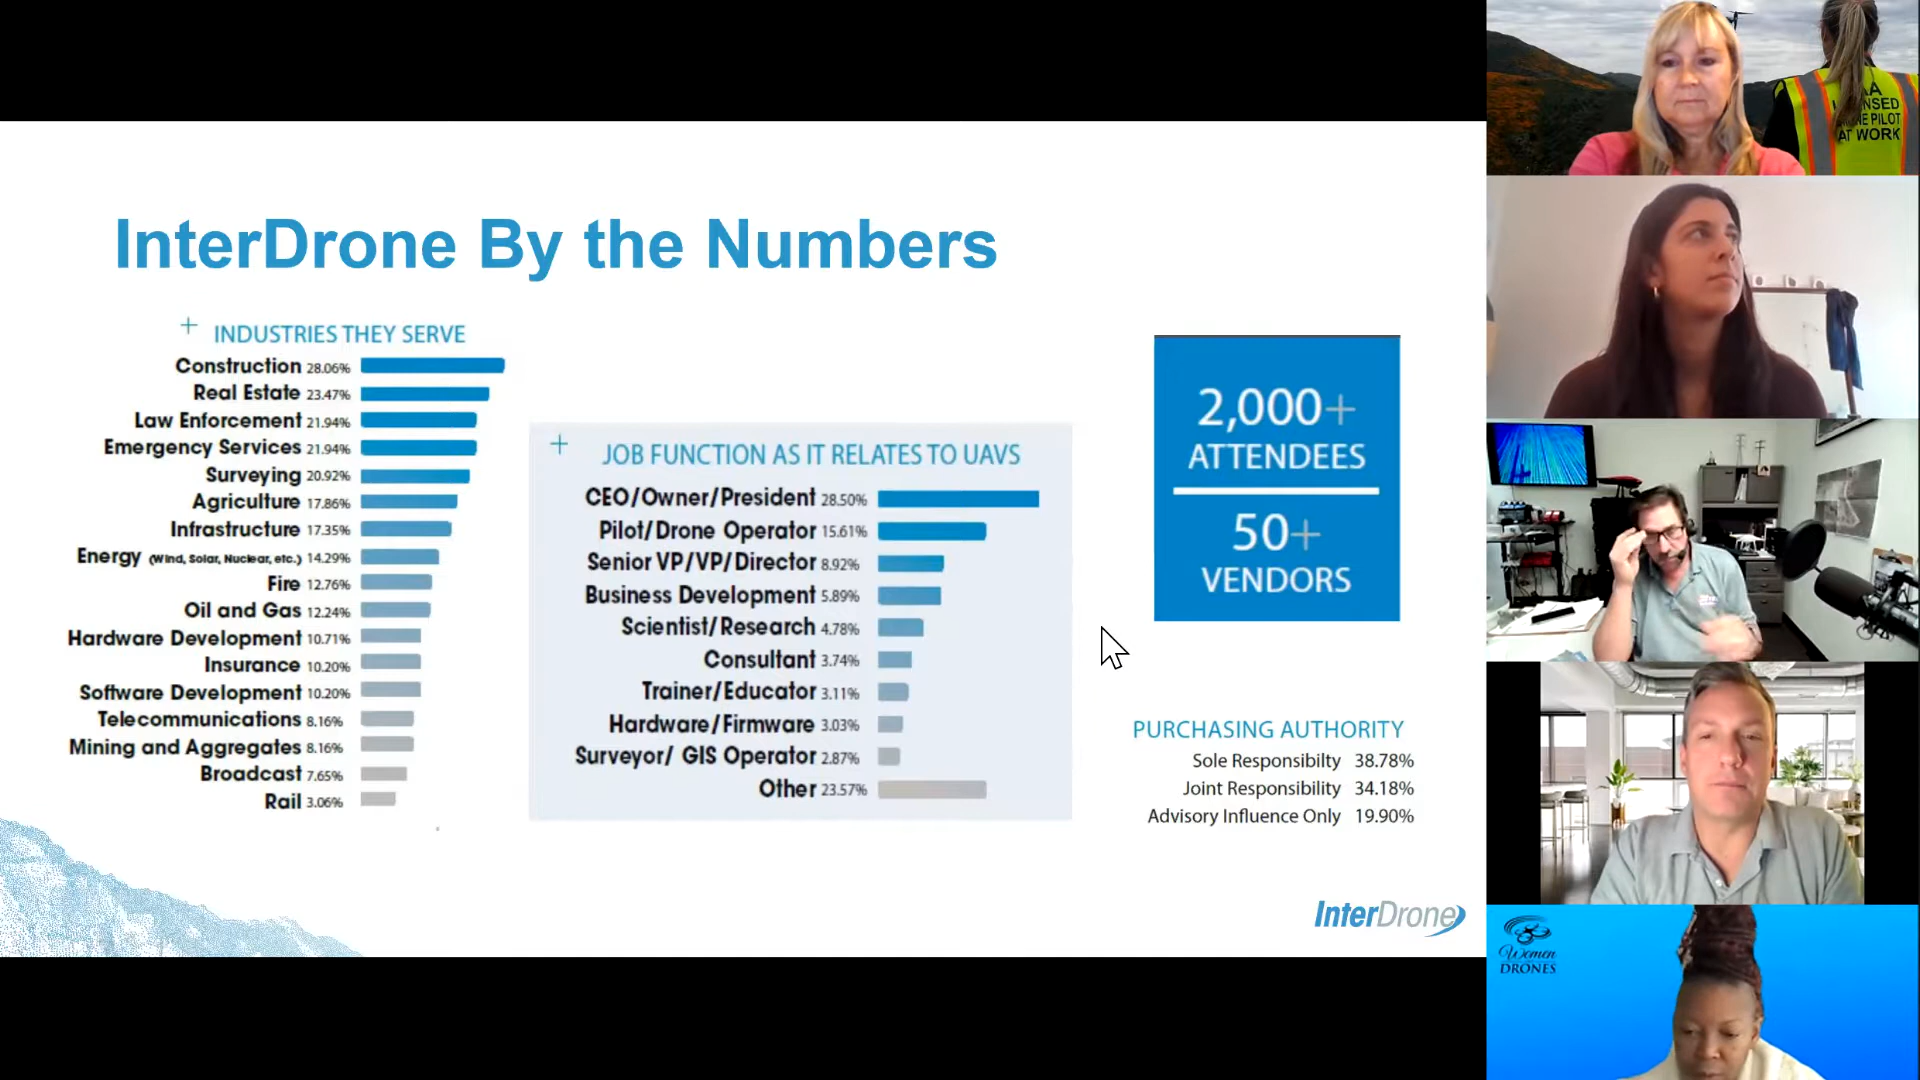 InterDrone By the Numbers
+ INDUSTRIES THEY SERVE
Construction 28.06%
Real Estate 23.47%
Law Enforcement 21.94%
Emergency Services 21.94%
Surveying 20.92%
Agriculture 17.86%
Infrastructure 17.35%
Energy (Wind, Solar, Nuclear, etc.) 14.29%
Fire 12.76%
Oil and Gas 12.24%
Hardware Development 10.71%
Insurance 10.20%
Software Development 10.20%
Telecommunications 8.16%
Mining and Aggregates 8.16%
Broadcast 7.65%
Rail 3.06%
+ JOB FUNCTION AS IT RELATES TO UAVS
CEO/Owner/President 28.50%
Pilot/Drone Operator 15.61%
Senior VP/VP/Director 8.92%
Business Development 5.89%
Scientist/Research 4.78%
Consultant 3.74%
Trainer/Educator 3.11%
Hardware/Firmware 3.03%
Surveyor/ GIS Operator 2.87%
Other 23.57%
2,000+
ATTENDEES
50+
VENDORS
PURCHASING AUTHORITY
Sole Responsibilty 38.78%
Joint Responsibility 34.18%
Advisory Influence Only 19.90%
InterDrone
PILOT
AT WORK
Women
DRONES